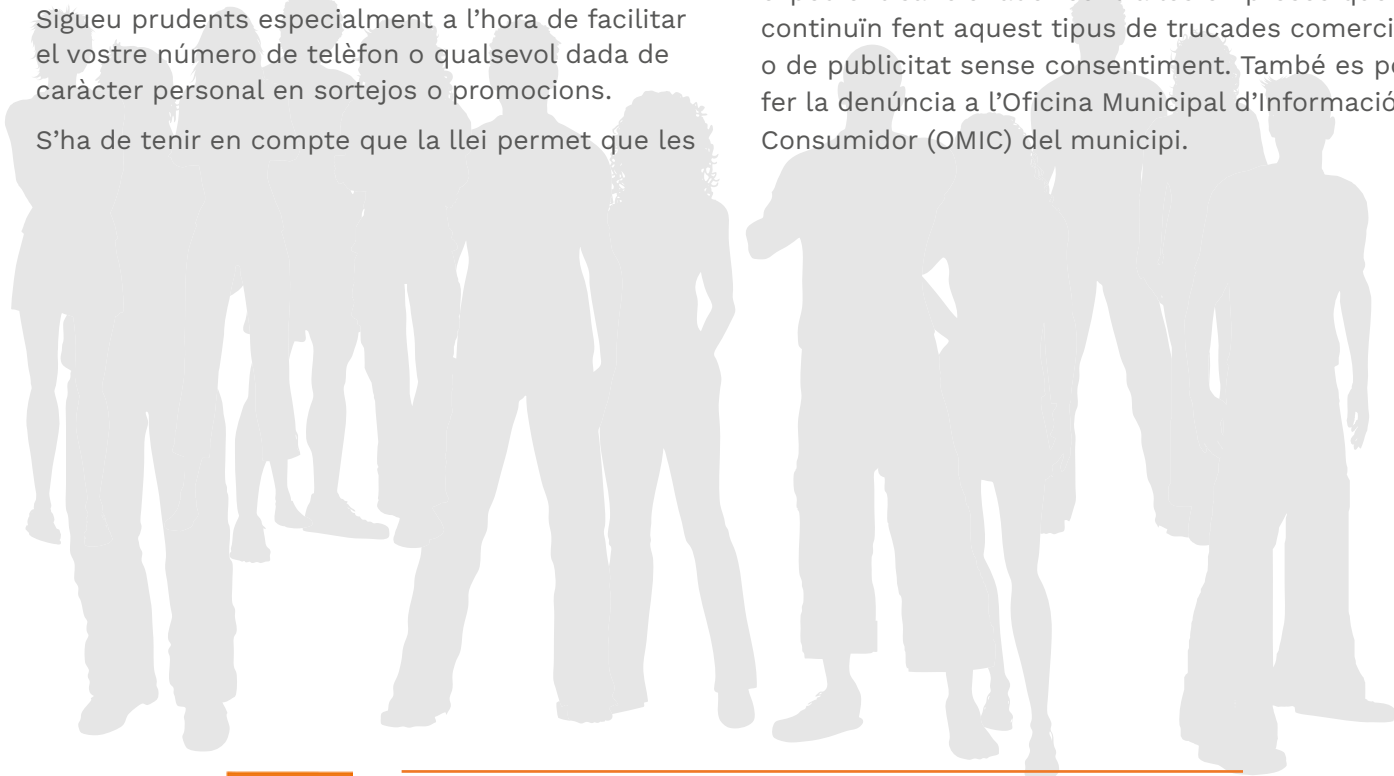 Sigueu prudents especialment a l’hora de facilitar
el vostre número de telèfon o qualsevol dada de
caràcter personal en sortejos o promocions.
S’ha de tenir en compte que la llei permet que les
continuïn fent aquest tipus de trucades
o de publicitat sense consentiment. També es
fer la denúncia a l’Oficina Municipal d’Informació
Consumidor (OMIC) del municipi.